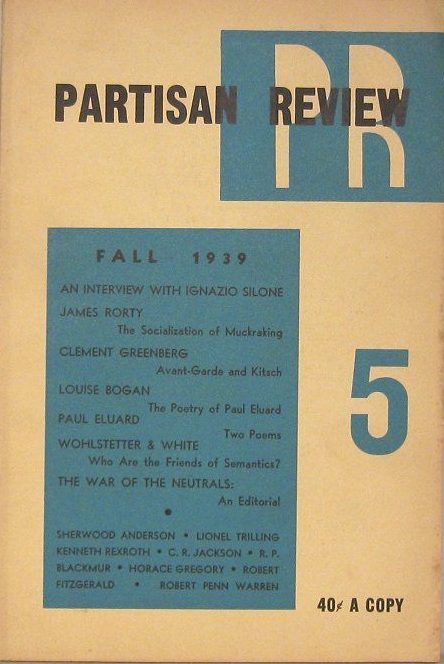 PR
PARTISAN REVIEW
FALL 1939
AN INTERVIEW WITH IGNAZIO SILONE
JAMES RORTY
The Socialization of Muckraking
CLEMENT GREENBERG
Avant-Garde and Kitsch
LOUISE BOGAN
The Poetry of Paul Eluard
PAUL ELUARD
Two Poems
WOHLSTETTER & WHITE
Who Are the Friends of Semantics?
THE WAR OF THE NEUTRALS:
An Editorial
•
SHERWOOD ANDERSON • LIONEL TRILLING
KENNETH REXROTH • C. R. JACKSON • R. P.
BLACKMUR • HORACE GREGORY • ROBERT
FITZGERALD • ROBERT PENN WARREN
5
40¢ A COPY